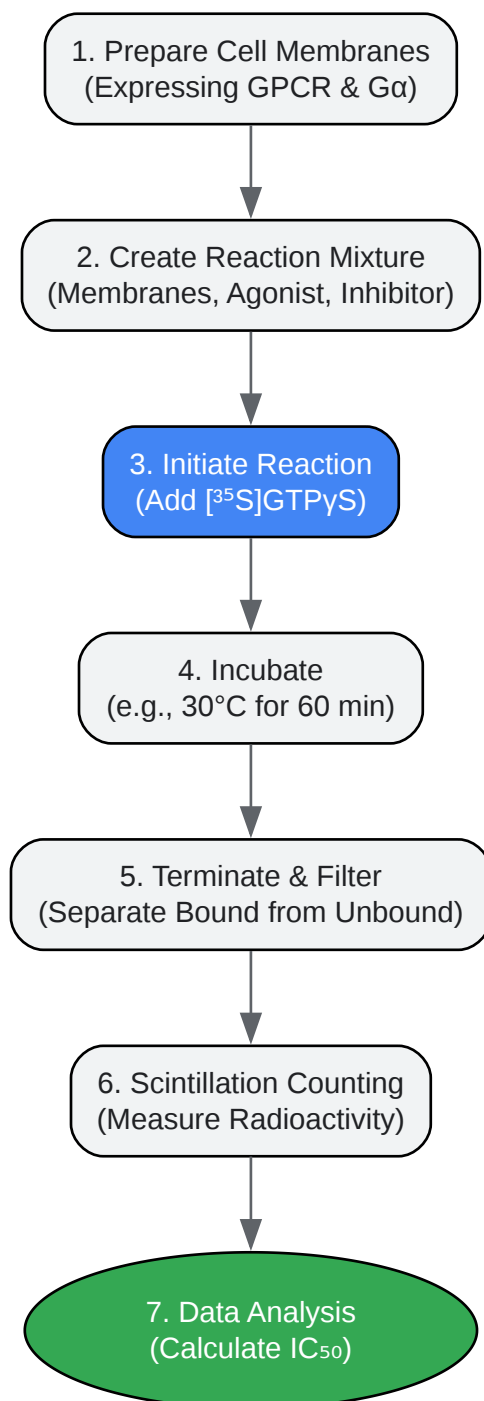 1. Prepare Cell Membranes
(Expressing GPCR & Gα)
2. Create Reaction Mixture
(Membranes, Agonist, Inhibitor)
3. Initiate Reaction
(Add [³⁵S]GTPγS)
4. Incubate
(e.g., 30°C for 60 min)
5. Terminate & Filter
(Separate Bound from Unbound)
6. Scintillation Counting
(Measure Radioactivity)
7. Data Analysis
(Calculate IC₅₀)